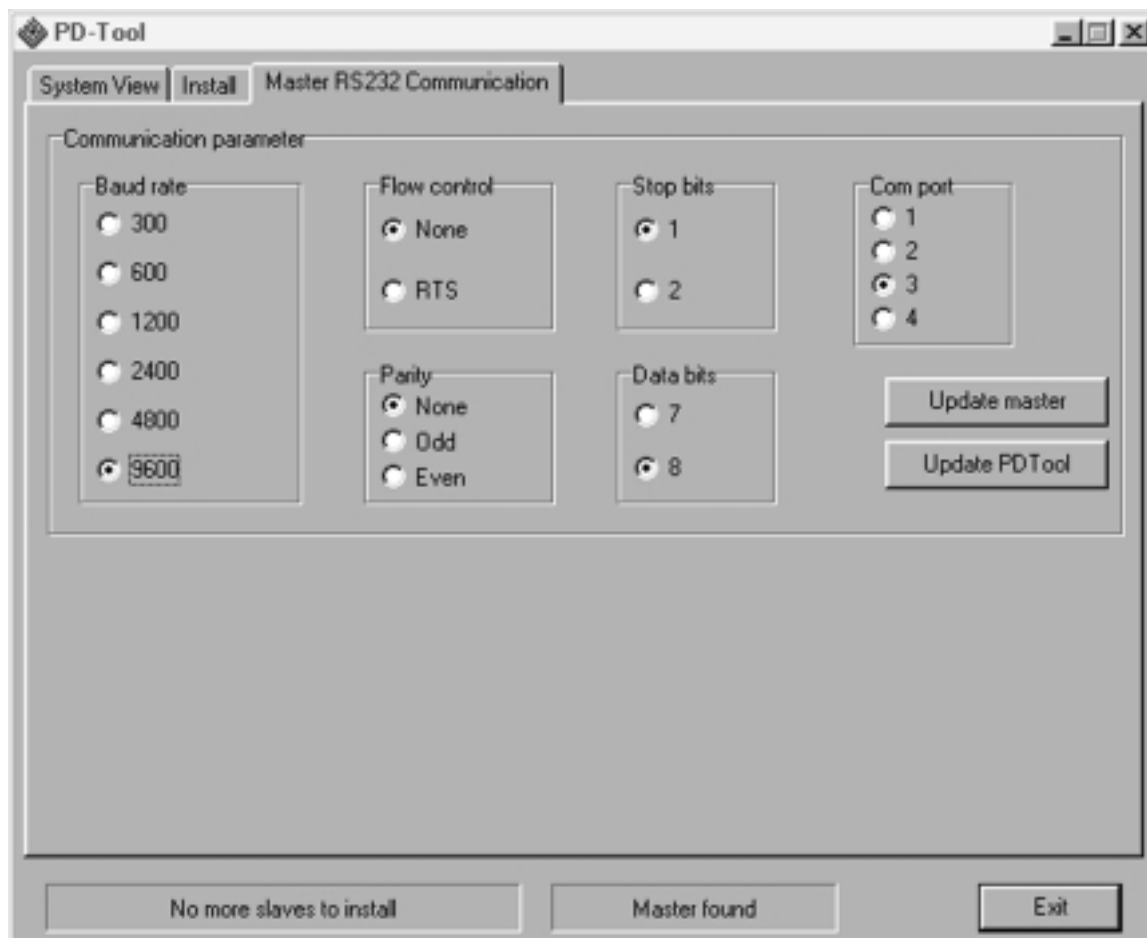 PD-Tool
System View
Install
Master RS232 Communication
Communication parameter
Baud rate
300
600
1200
2400
4800
9600
Flow control
None
RTS
Stop bits
1
2
Com port
1
2
3
4
Parity
None
Odd
Even
Data bits
7
8
Update master
Update PDTool
No more slaves to install
Master found
Exit